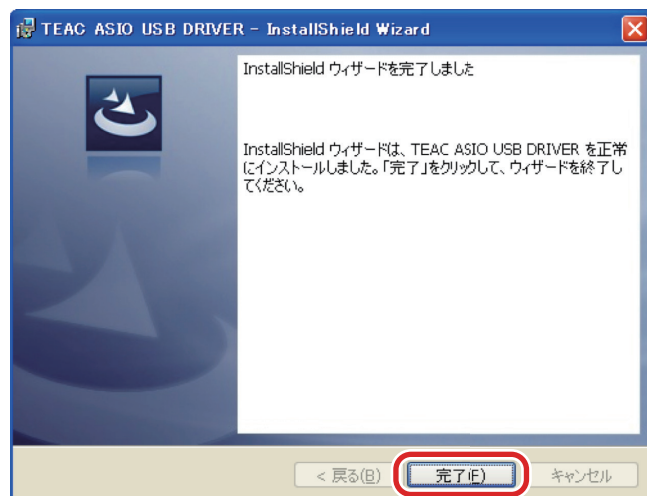 TEAC ASIO USB DRIVER - InstallShield Wizard
InstallShield ウィザードを完了しました
InstallShield ウィザードは、TEAC ASIO USB DRIVER を正常
にインストールしました。「完了」をクリックして、ウィザードを終了し
てください。
< 戻る(B) 完了(F) キャンセル